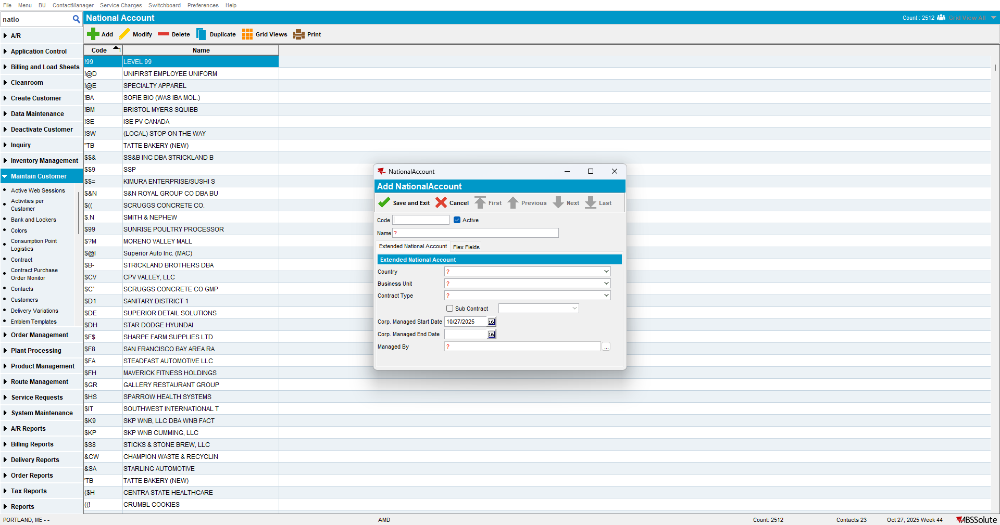 File Menu BU ContactManager Service Charges Switchboard Preferences Help
natio
National Account
Count : 2512 Grid View All
Add Modify Delete Duplicate Grid Views Print
A/R
Application Control
Billing and Load Sheets
Cleanroom
Create Customer
Data Maintenance
Deactivate Customer
Inquiry
Inventory Management
Maintain Customer
Active Web Sessions
Activities per
Customer
Bank and Lockers
Colors
Consumption Point
Logistics
Contract
Contract Purchase
Order Monitor
Contacts
Customers
Delivery Variations
Emblem Templates
Order Management
Plant Processing
Product Management
Route Management
Service Requests
System Maintenance
A/R Reports
Billing Reports
Delivery Reports
Order Reports
Tax Reports
Reports
Code 1 Name
!99 LEVEL 99
!@D UNIFIRST EMPLOYEE UNIFORM
!@E SPECIALTY APPAREL
!BA SOFIE BIO (WAS IBA MOL.)
!BM BRISTOL MYERS SQUIBB
!SE ISE PV CANADA
!SW (LOCAL) STOP ON THE WAY
"TB TATTE BAKERY (NEW)
$$& SS&B INC DBA STRICKLAND B
$$9 SSP
$$= KIMURA ENTERPRISE/SUSHI S
$&N S&N ROYAL GROUP CO DBA BU
$(( SCRUGGS CONCRETE CO.
$.N SMITH & NEPHEW
$99 SUNRISE POULTRY PROCESSOR
$?M MORENO VALLEY MALL
$@I Superior Auto Inc. (MAC)
$B- STRICKLAND BROTHERS DBA
$CV CPV VALLEY, LLC
$C` SCRUGGS CONCRETE CO GMP
$D1 SANITARY DISTRICT 1
$DE SUPERIOR DETAIL SOLUTIONS
$DH STAR DODGE HYUNDAI
$F$ SHARPE FARM SUPPLIES LTD
$F8 SAN FRANCISCO BAY AREA RA
$FA STEADFAST AUTOMOTIVE LLC
$FH MAVERICK FITNESS HOLDINGS
$GR GALLERY RESTAURANT GROUP
$HS SPARROW HEALTH SYSTEMS
$IT SOUTHWEST INTERNATIONAL T
$K9 SKP WNB, LLC DBA WNB FACT
$KP SKP WNB CUMMING, LLC
$S8 STICKS & STONE BREW, LLC
&CW CHAMPION WASTE & RECYCLIN
&SA STARLING AUTOMOTIVE
'TB TATTE BAKERY (NEW)
($H CENTRA STATE HEALTHCARE
((! CRUMBL COOKIES
NationalAccount
Add NationalAccount
Save and Exit Cancel First Previous Next Last
Code Active
Name ?
Extended National Account Flex Fields
Extended National Account
Country ?
Business Unit ?
Contract Type ?
Sub Contract
Corp. Managed Start Date 10/27/2025 16
Corp. Managed End Date 16
Managed By ? ...
PORTLAND, ME - - AMD Count: 2512 Contacts 23 Oct 27, 2025 Week 44 ABSSolute